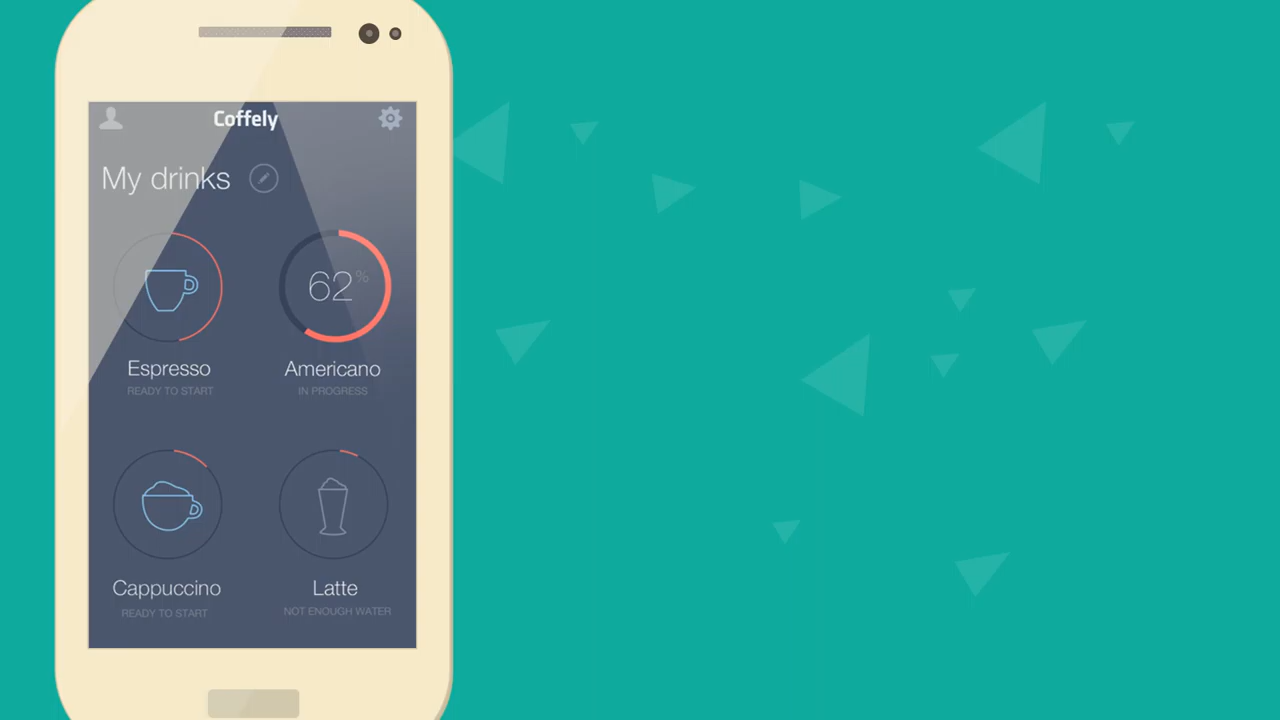 Coffely
My drinks
62%
Espresso
Americano
READY TO START
IN PROGRESS
Cappuccino
Latte
READY TO START
NOT ENOUGH WATER